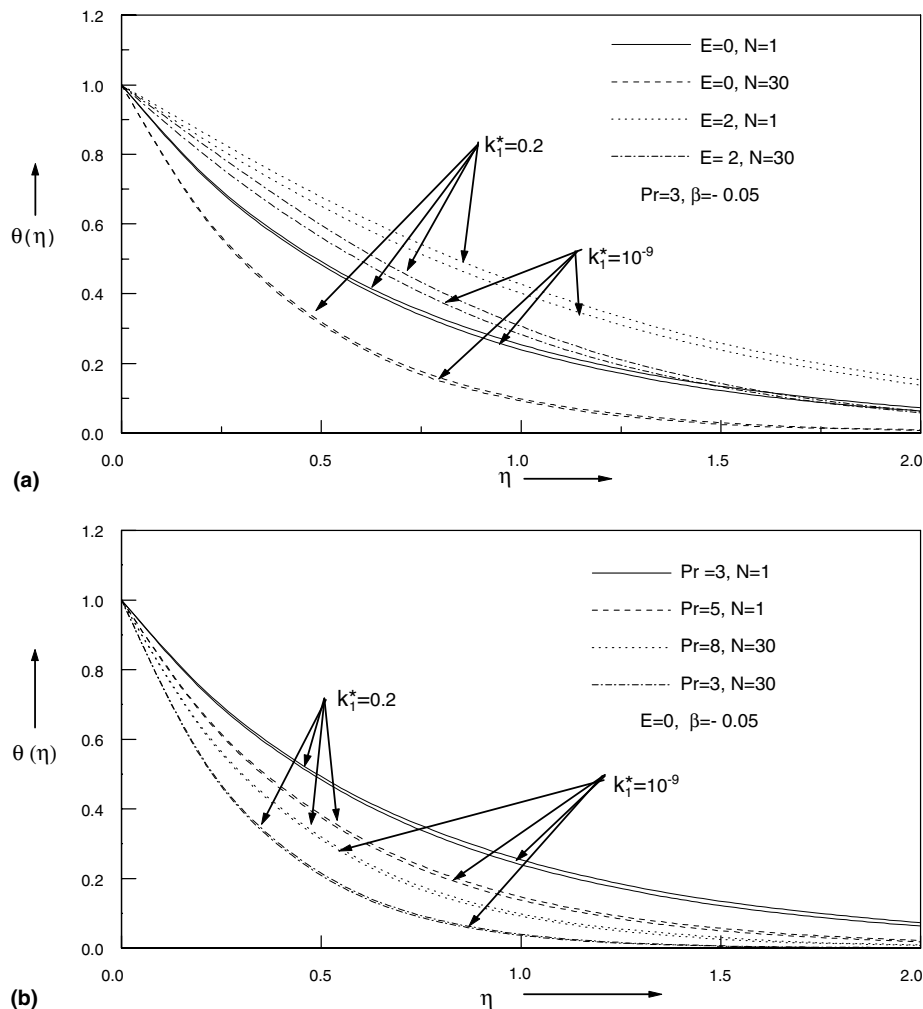 1.2
E=0, N=1
1.0
E=0, N=30
E=2, N=1
0.8
k₁*=0.2
E= 2, N=30
Pr=3, β=- 0.05
0.6
θ(η)
k₁*=10⁻⁹
0.4
0.2
0.0
0.0 0.5 1.0 1.5 2.0
(a)
η
1.2
Pr =3, N=1
1.0
Pr=5, N=1
Pr=8, N=30
0.8
Pr=3, N=30
k₁*=0.2
E=0, β=- 0.05
0.6
θ (η)
k₁*=10⁻⁹
0.4
0.2
0.0
0.0 0.5 1.0 1.5 2.0
(b)
η